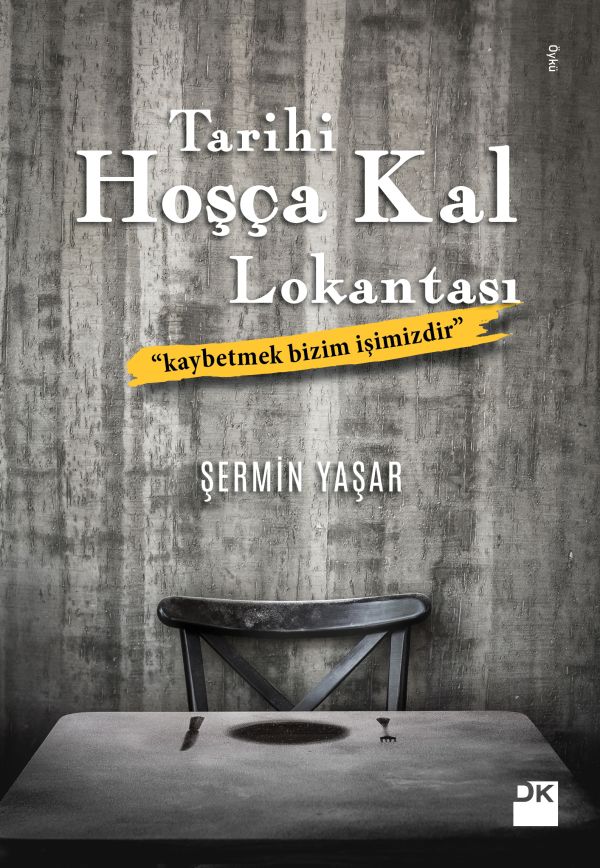 Öykü
Tarihi
Hoşça Kal
Lokantası
“kaybetmek bizim işimizdir”
ŞERMİN YAŞAR
DK